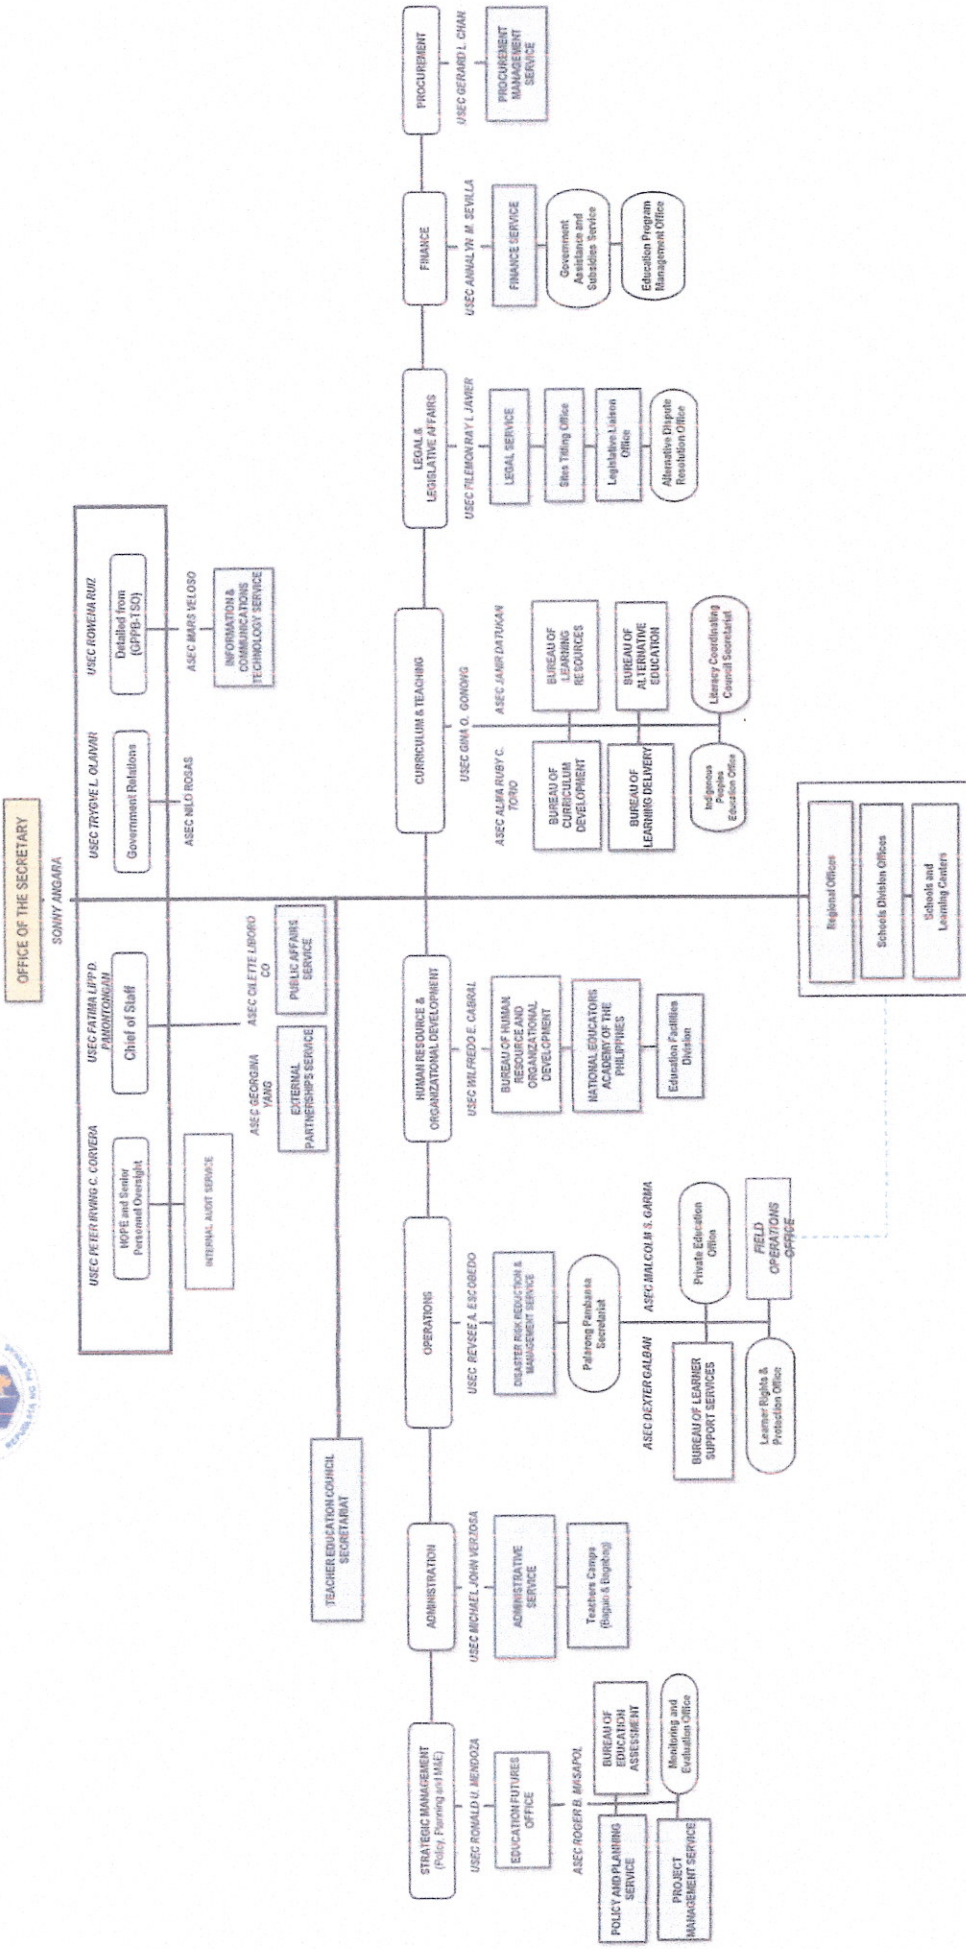 OFFICE OF THE SECRETARY
SONNY ANGARA
USEC PETER IRVING C. CORVERA
HOPE and Senior
Personnel Oversight
INTERNAL AUDIT SERVICE
USEC FATIMA LIPP D.
PANONTONGAN
Chief of Staff
ASEC GEORGINA
YANG
EXTERNAL
PARTNERSHIPS SERVICE
ASEC CILETTE LIBORO
CO
PUBLIC AFFAIRS
SERVICE
USEC TRYGVE L. OLAIVAR
Government Relations
ASEC NILO ROSAS
USEC ROWENA RUIZ
Detailed from
(GPPB-TSO)
ASEC MARS VELOSO
INFORMATION &
COMMUNICATIONS
TECHNOLOGY SERVICE
TEACHER EDUCATION COUNCIL
SECRETARIAT
STRATEGIC MANAGEMENT
(Policy, Planning and M&E)
USEC RONALD U. MENDOZA
EDUCATION FUTURES
OFFICE
ASEC ROGER B. MASAPOL
POLICY AND PLANNING
SERVICE
BUREAU OF
EDUCATION
ASSESSMENT
PROJECT
MANAGEMENT SERVICE
Monitoring and
Evaluation Office
ADMINISTRATION
USEC MICHAEL JOHN VERZOSA
ADMINISTRATIVE
SERVICE
Teachers Camps
(Baguio &
OPERATIONS
USEC REVSEE A. ESCOBEDO
DISASTER RISK REDUCTION &
MANAGEMENT SERVICE
Palarong Pambansa
Secretariat
ASEC DEXTER GALBAN
ASEC MALCOLM S. GARMA
BUREAU OF LEARNER
SUPPORT SERVICES
Private Education
Office
Learner Rights &
Protection Office
FIELD
OPERATIONS
OFFICE
HUMAN RESOURCE &
ORGANIZATIONAL DEVELOPMENT
USEC WILFREDO E. CABRAL
BUREAU OF HUMAN
RESOURCE AND
ORGANIZATIONAL
DEVELOPMENT
NATIONAL EDUCATORS
ACADEMY OF THE
PHILIPPINES
Education Facilities
Division
CURRICULUM & TEACHING
USEC GINA O. GONONG
ASEC ALMA RUBY C.
TORIO
ASEC JANIR DATUKAN
BUREAU OF
CURRICULUM
DEVELOPMENT
BUREAU OF
LEARNING
RESOURCES
BUREAU OF
LEARNING DELIVERY
BUREAU OF
ALTERNATIVE
EDUCATION
Indigenous
Peoples
Education Office
Literacy Coordinating
Council Secretariat
LEGAL &
LEGISLATIVE AFFAIRS
USEC FILEMON RAY L. JAVIER
LEGAL SERVICE
Sites Titling Office
Legislative Liaison
Office
Alternative Dispute
Resolution Office
FINANCE
USEC ANNALYN M. SEVILLA
FINANCE SERVICE
Government
Assistance and
Subsidies Service
Education Program
Management Office
PROCUREMENT
USEC GERARD L. CHAN
PROCUREMENT
MANAGEMENT
SERVICE
Regional Offices
Schools Division Offices
Schools and
Learning Centers